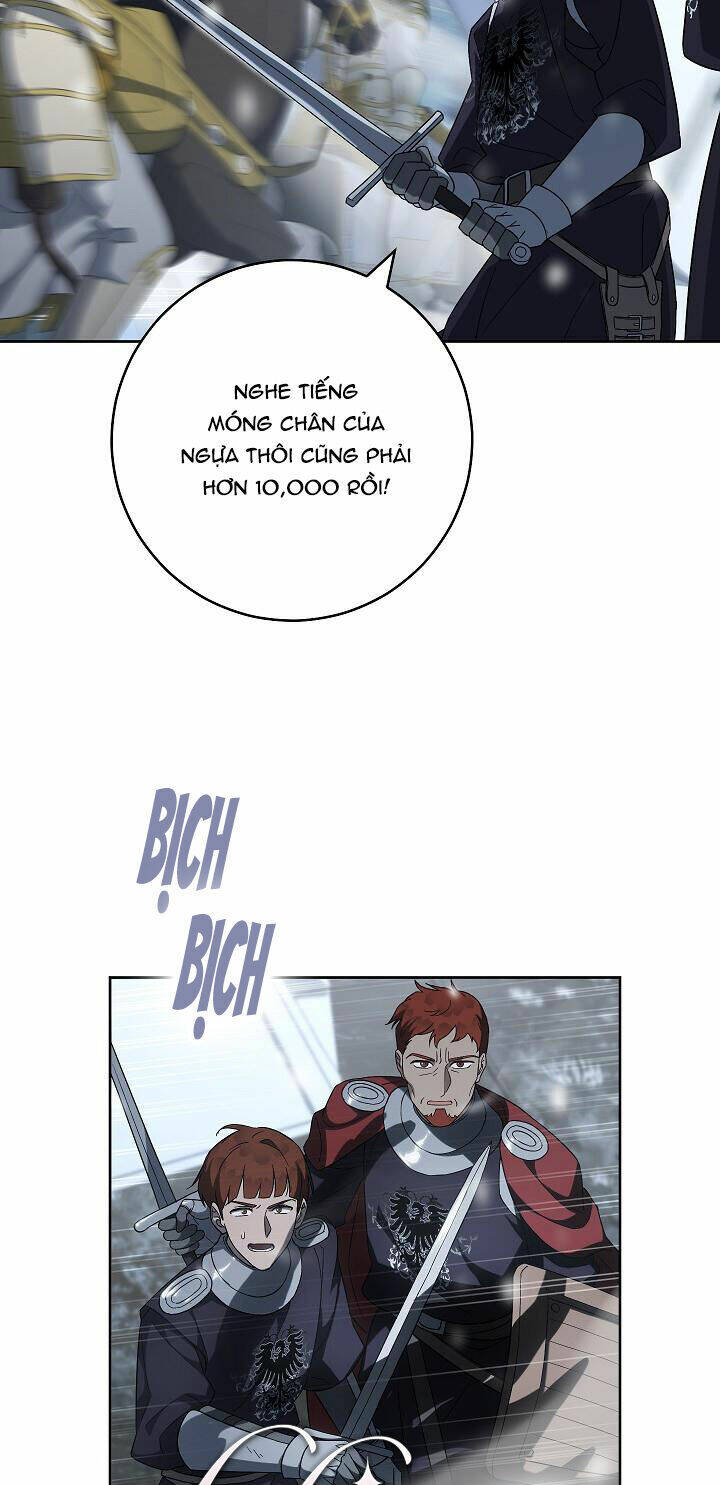 NGHE TIẾNG
MÓNG CHÂN CỦA
NGỰA THÔI CŨNG PHẢI
HƠN 10,000 RỒI!
BỊCH
BỊCH